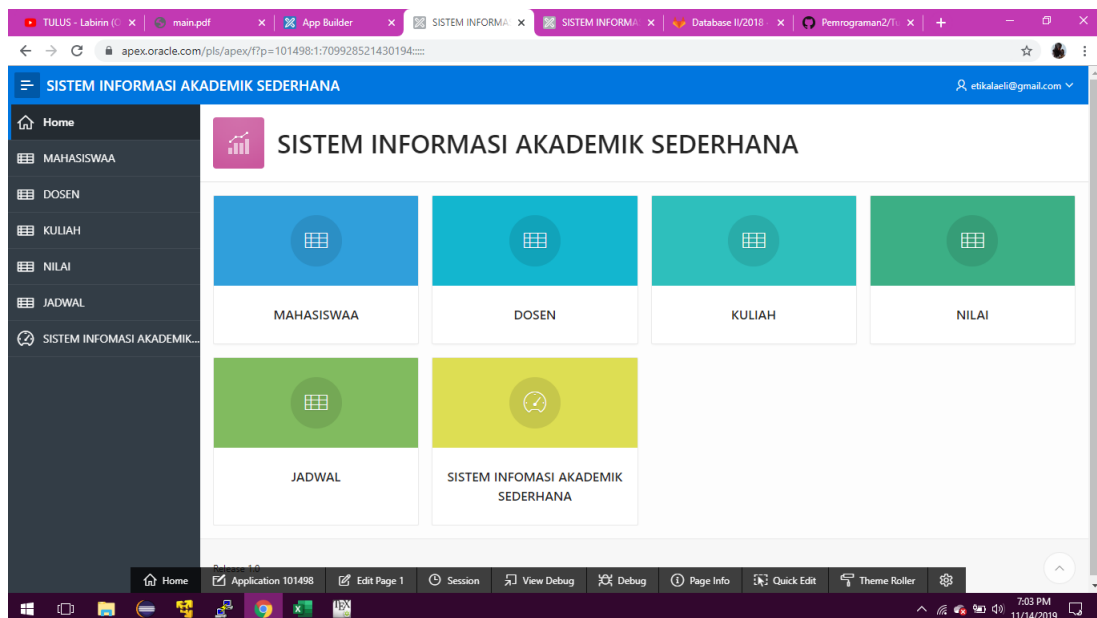 TULUS - Labirin (O
main.pdf
App Builder
SISTEM INFORMA
SISTEM INFORMA
Database II/2018 -
Pemrograman2/Tu
apex.oracle.com/pls/apex/f?p=101498:1:709928521430194:::::
SISTEM INFORMASI AKADEMIK SEDERHANA
etikalaeli@gmail.com
Home
MAHASISWAA
DOSEN
KULIAH
NILAI
JADWAL
SISTEM INFOMASI AKADEMIK...
SISTEM INFORMASI AKADEMIK SEDERHANA
MAHASISWAA
DOSEN
KULIAH
NILAI
JADWAL
SISTEM INFOMASI AKADEMIK
SEDERHANA
Release 1.0
Home
Application 101498
Edit Page 1
Session
View Debug
Debug
Page Info
Quick Edit
Theme Roller
7:03 PM
11/14/2019